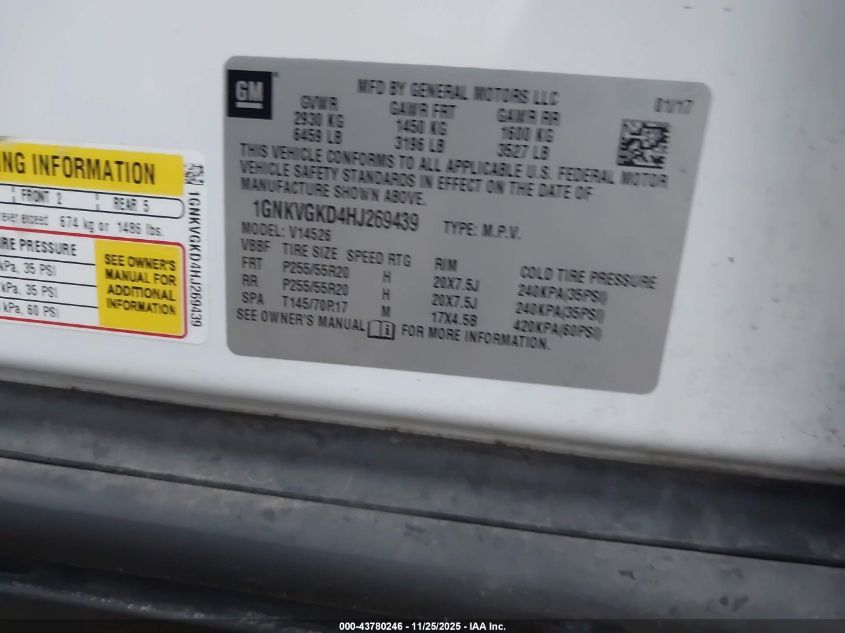 GM
MFD BY GENERAL MOTORS LLC
01/17
GVWR
GAWR FRT
GAWR RR
2930 KG
1450 KG
1600 KG
6459 LB
3196 LB
3527 LB
THIS VEHICLE CONFORMS TO ALL APPLICABLE U.S. FEDERAL MOTOR
VEHICLE SAFETY STANDARDS IN EFFECT ON THE DATE OF
MANUFACTURE SHOWN ABOVE.
1GNKVGKD4HJ269439 TYPE: M.P.V.
MODEL: V14526
VBBF TIRE SIZE SPEED RTG RIM COLD TIRE PRESSURE
FRT P255/55R20 H 20X7.5J 240KPA(35PSI)
RR P255/55R20 H 20X7.5J 240KPA(35PSI)
SPA T145/70R17 M 17X4.5B 420KPA(60PSI)
SEE OWNER'S MANUAL FOR MORE INFORMATION.
INFORMATION
FRONT 2 REAR 5
exceed 674 kg or 1486 lbs.
PRESSURE
kPa, 35 PSI
kPa, 35 PSI
kPa, 60 PSI
SEE OWNER'S
MANUAL FOR
ADDITIONAL
INFORMATION
1GNKVGKD4HJ269439
000-43780246 - 11/25/2025 - IAA Inc.